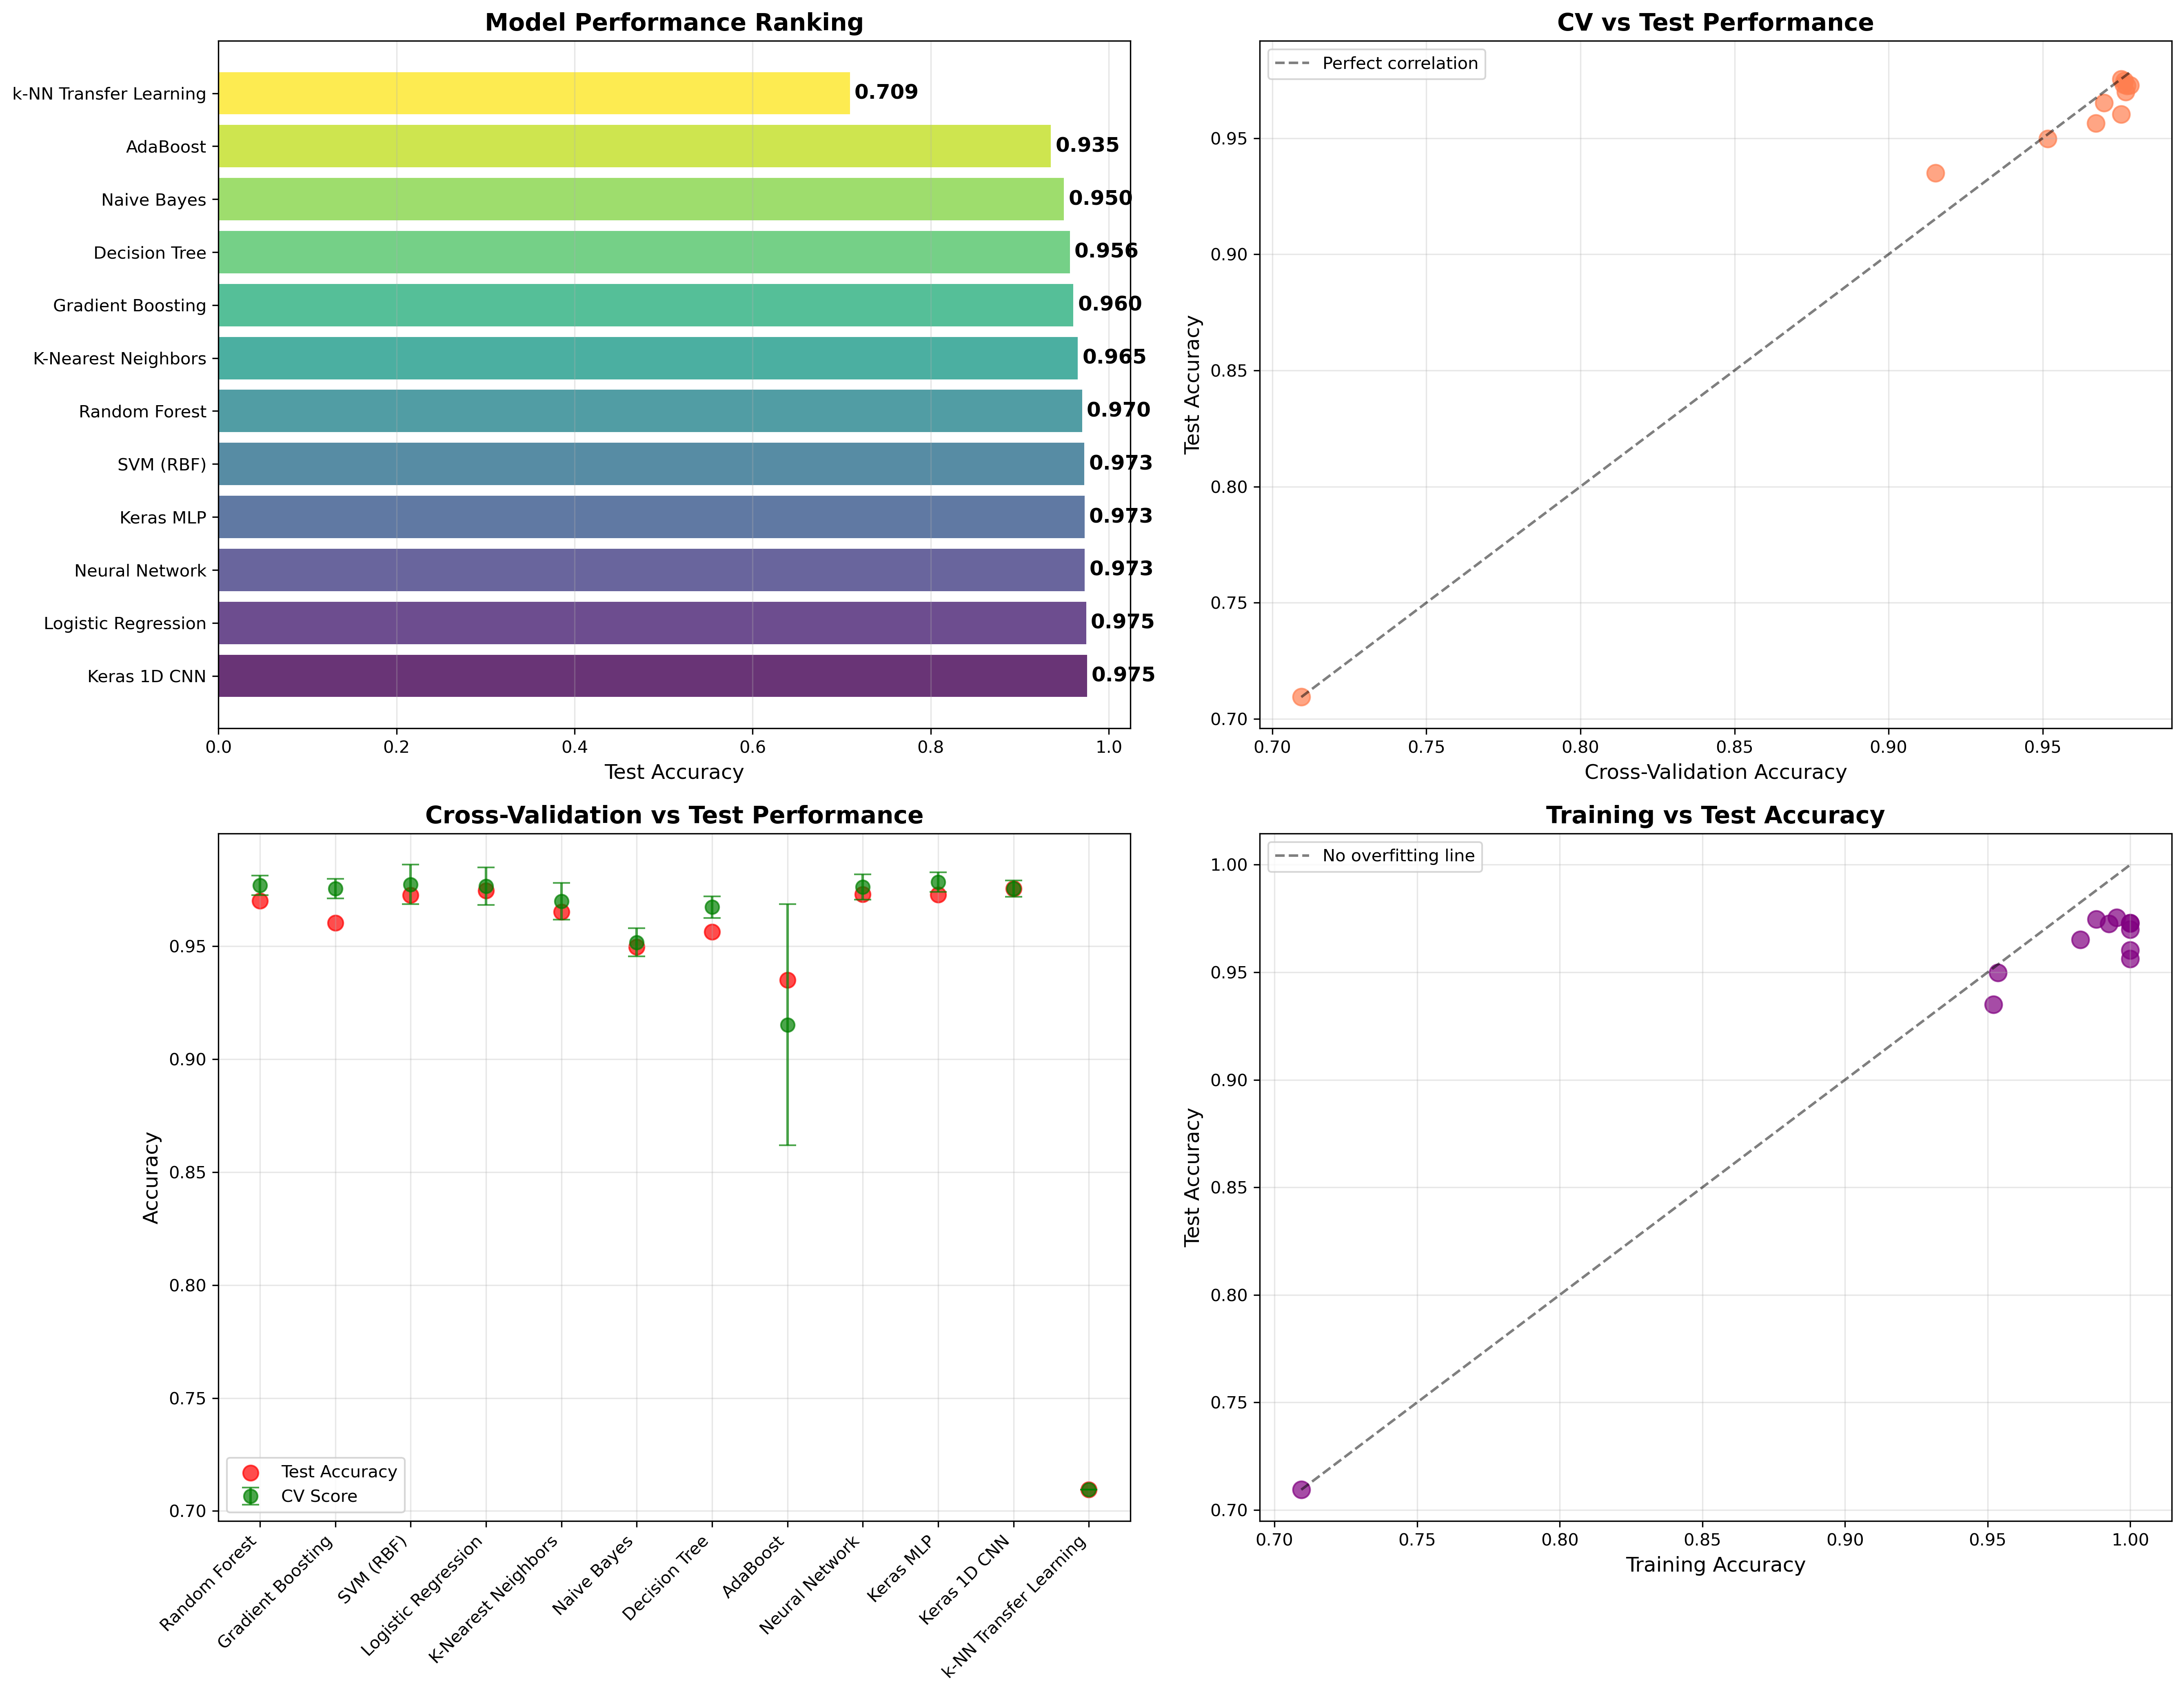 Model Performance Ranking
k-NN Transfer Learning
0.709
AdaBoost
0.935
Naive Bayes
0.950
Decision Tree
0.956
Gradient Boosting
0.960
K-Nearest Neighbors
0.965
Random Forest
0.970
SVM (RBF)
0.973
Keras MLP
0.973
Neural Network
0.973
Logistic Regression
0.975
Keras 1D CNN
0.975
0.0 0.2 0.4 0.6 0.8 1.0
Test Accuracy
CV vs Test Performance
Perfect correlation
Test Accuracy
0.95
0.90
0.85
0.80
0.75
0.70
0.70 0.75 0.80 0.85 0.90 0.95
Cross-Validation Accuracy
Cross-Validation vs Test Performance
Accuracy
0.95
0.90
0.85
0.80
0.75
0.70
Test Accuracy
CV Score
Random Forest
Gradient Boosting
SVM (RBF)
Logistic Regression
K-Nearest Neighbors
Naive Bayes
Decision Tree
AdaBoost
Neural Network
Keras MLP
Keras 1D CNN
k-NN Transfer Learning
Training vs Test Accuracy
No overfitting line
Test Accuracy
1.00
0.95
0.90
0.85
0.80
0.75
0.70
0.70 0.75 0.80 0.85 0.90 0.95 1.00
Training Accuracy